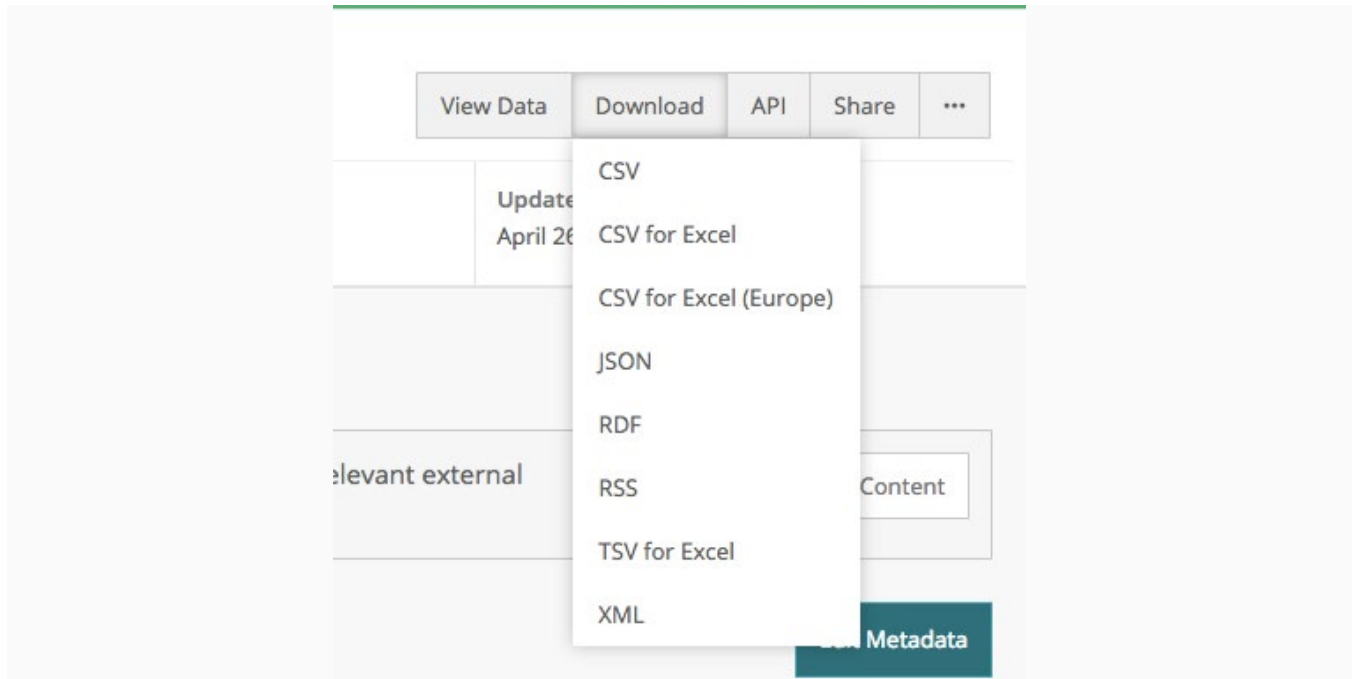 View Data Download API Share ...
CSV
Update
April 26
CSV for Excel
CSV for Excel (Europe)
JSON
RDF
elevant external
RSS
Content
TSV for Excel
XML
Metadata